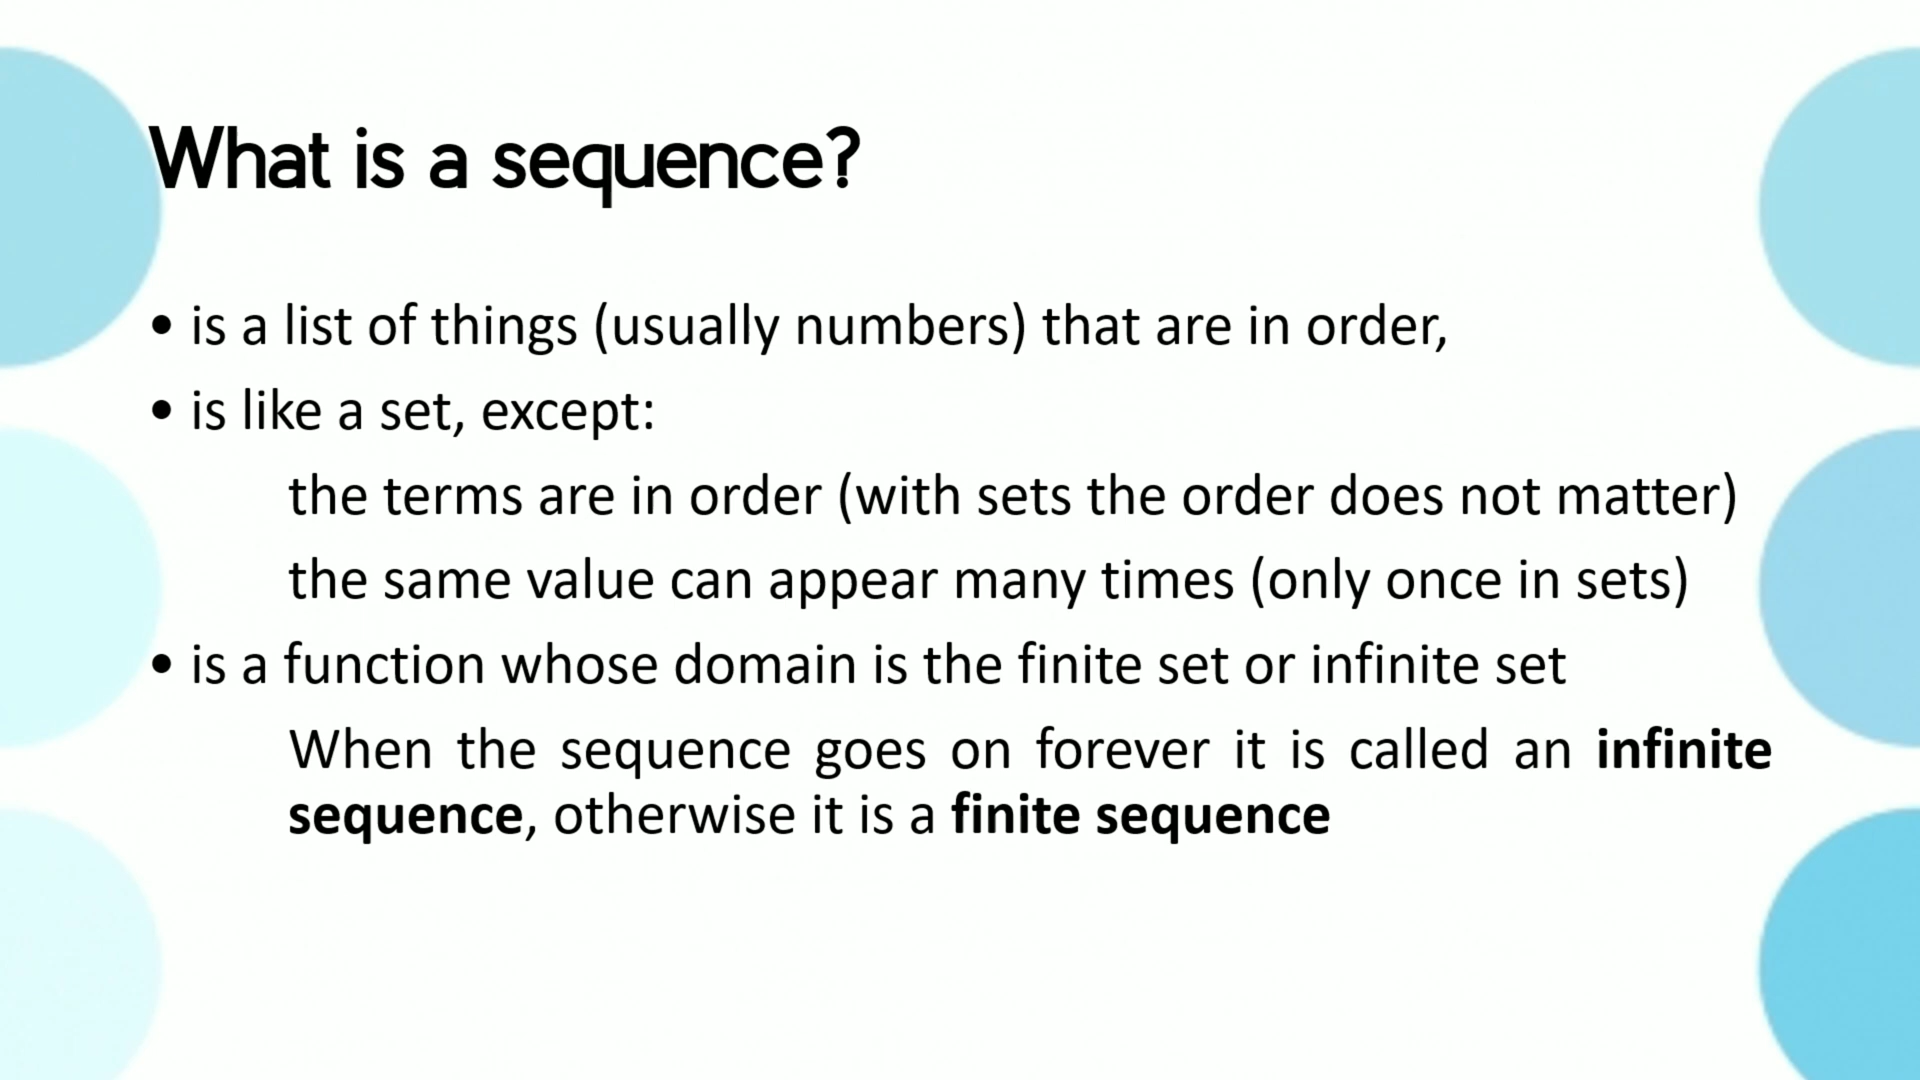 What is a sequence?
• is a list of things (usually numbers) that are in order,
• is like a set, except:
the terms are in order (with sets the order does not matter)
the same value can appear many times (only once in sets)
• is a function whose domain is the finite set or infinite set
When the sequence goes on forever it is called an infinite
sequence, otherwise it is a finite sequence